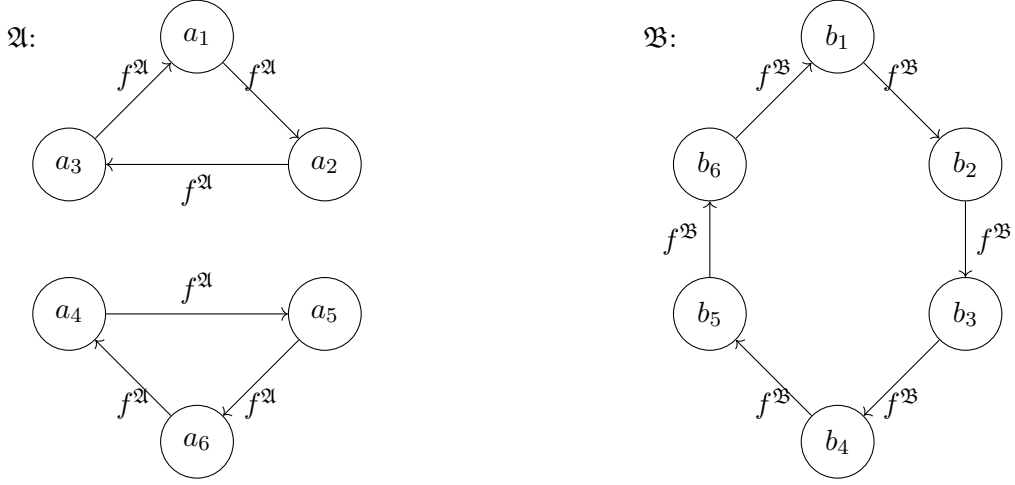 𝔄:
a₁
f^𝔄
f^𝔄
a₃
a₂
f^𝔄
f^𝔄
a₄
a₅
f^𝔄
f^𝔄
a₆
𝔅:
b₁
f^𝔅
f^𝔅
b₆
b₂
f^𝔅
f^𝔅
b₅
b₃
f^𝔅
f^𝔅
b₄